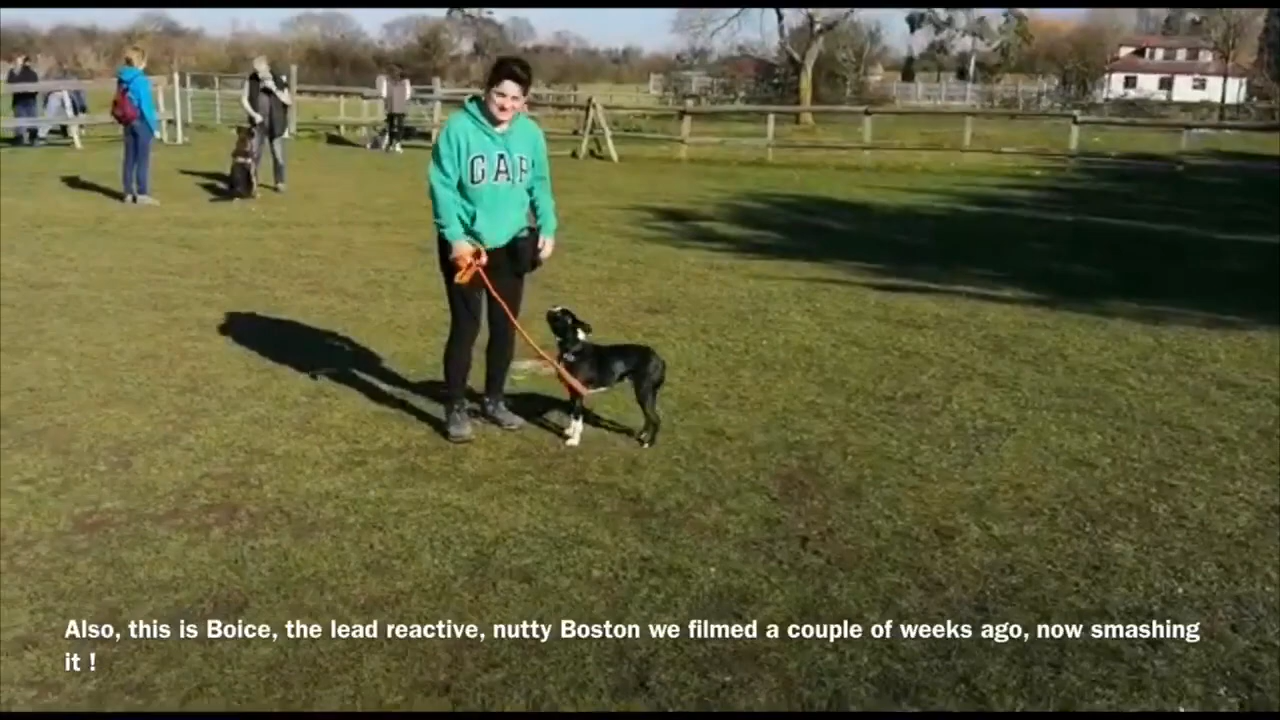 GAP
Also, this is Boice, the lead reactive, nutty Boston we filmed a couple of weeks ago, now smashing
it !